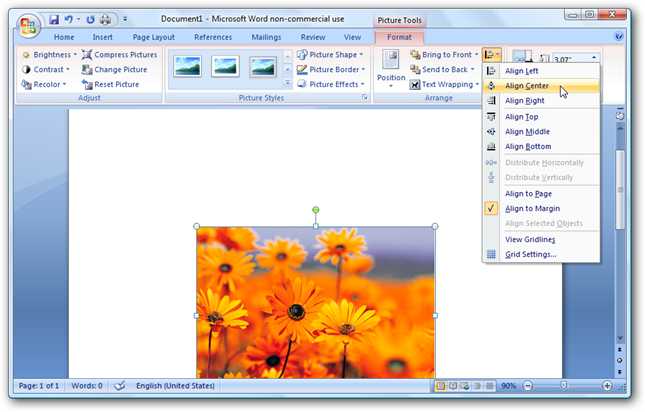 Document1 - Microsoft Word non-commercial use
Picture Tools
Home Insert Page Layout References Mailings Review View Format
Brightness Compress Pictures Picture Shape Bring to Front 3.07"
Contrast Change Picture Picture Border Send to Back
Recolor Reset Picture Picture Effects Position Text Wrapping
Adjust Picture Styles Arrange
Align Left
Align Center
Align Right
Align Top
Align Middle
Align Bottom
Distribute Horizontally
Distribute Vertically
Align to Page
Align to Margin
Align Selected Objects
View Gridlines
Grid Settings...
Page: 1 of 1 Words: 0 English (United States) 90%